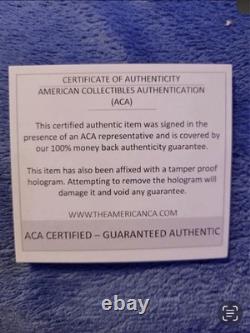 CERTIFICATE OF AUTHENTICITY
AMERICAN COLLECTIBLES AUTHENTICATION
(ACA)
This certified authentic item was signed in the
presence of an ACA representative and is covered by
our 100% money back authenticity guarantee.
This item has also been affixed with a tamper proof
hologram. Attempting to remove the hologram will
damage it and void any guarantee.
WWW.THEAMERICANCA.COM
ACA CERTIFIED – GUARANTEED AUTHENTIC